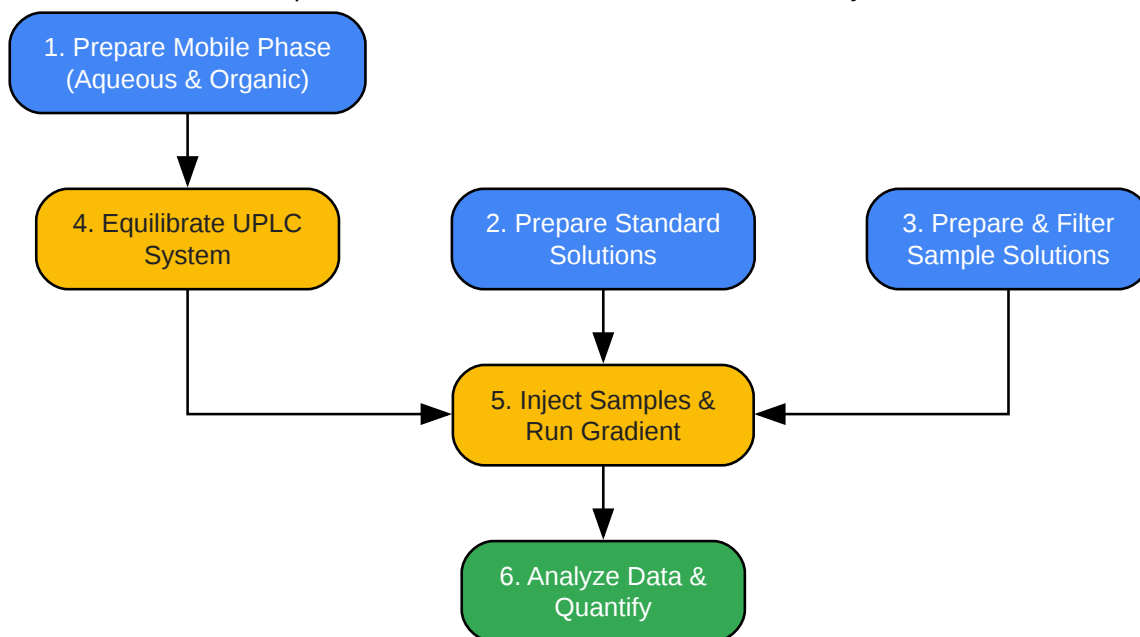 1. Prepare Mobile Phase
(Aqueous & Organic)
4. Equilibrate UPLC
System
2. Prepare Standard
Solutions
3. Prepare & Filter
Sample Solutions
5. Inject Samples &
Run Gradient
6. Analyze Data &
Quantify